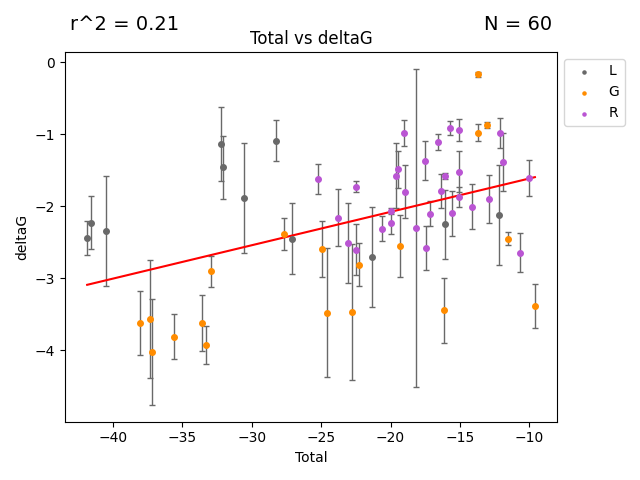 r^2 = 0.21
N = 60
Total vs deltaG
L
G
R
deltaG
0
−1
−2
−3
−4
−40
−35
−30
−25
−20
−15
−10
Total